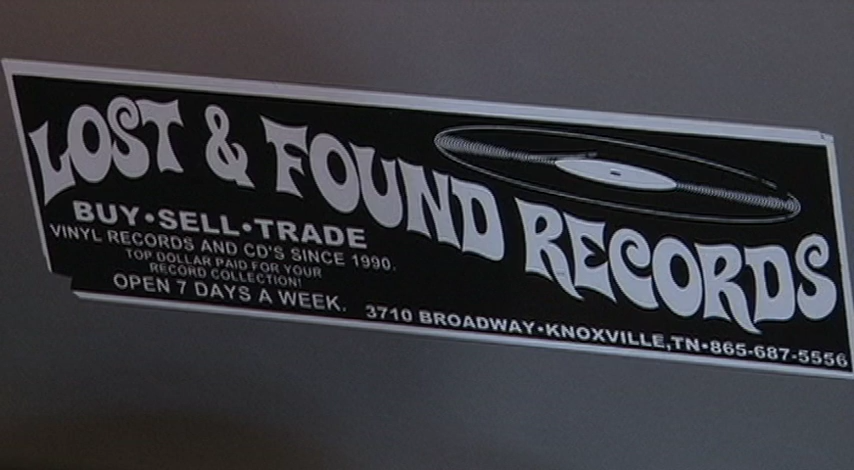 LOST & FOUND RECORDS
BUY•SELL•TRADE
VINYL RECORDS AND CD'S SINCE 1990.
TOP DOLLAR PAID FOR YOUR
RECORD COLLECTION!
OPEN 7 DAYS A WEEK.
3710 BROADWAY•KNOXVILLE,TN•865-687-5556